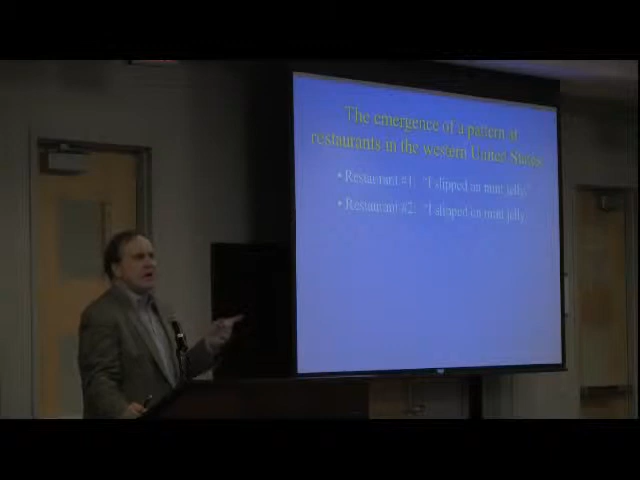 The emergence of a pattern at
restaurants in the western United States
• Restaurant #1: "I slipped on mint jelly"
• Restaurant #2: "I slipped on mint jelly